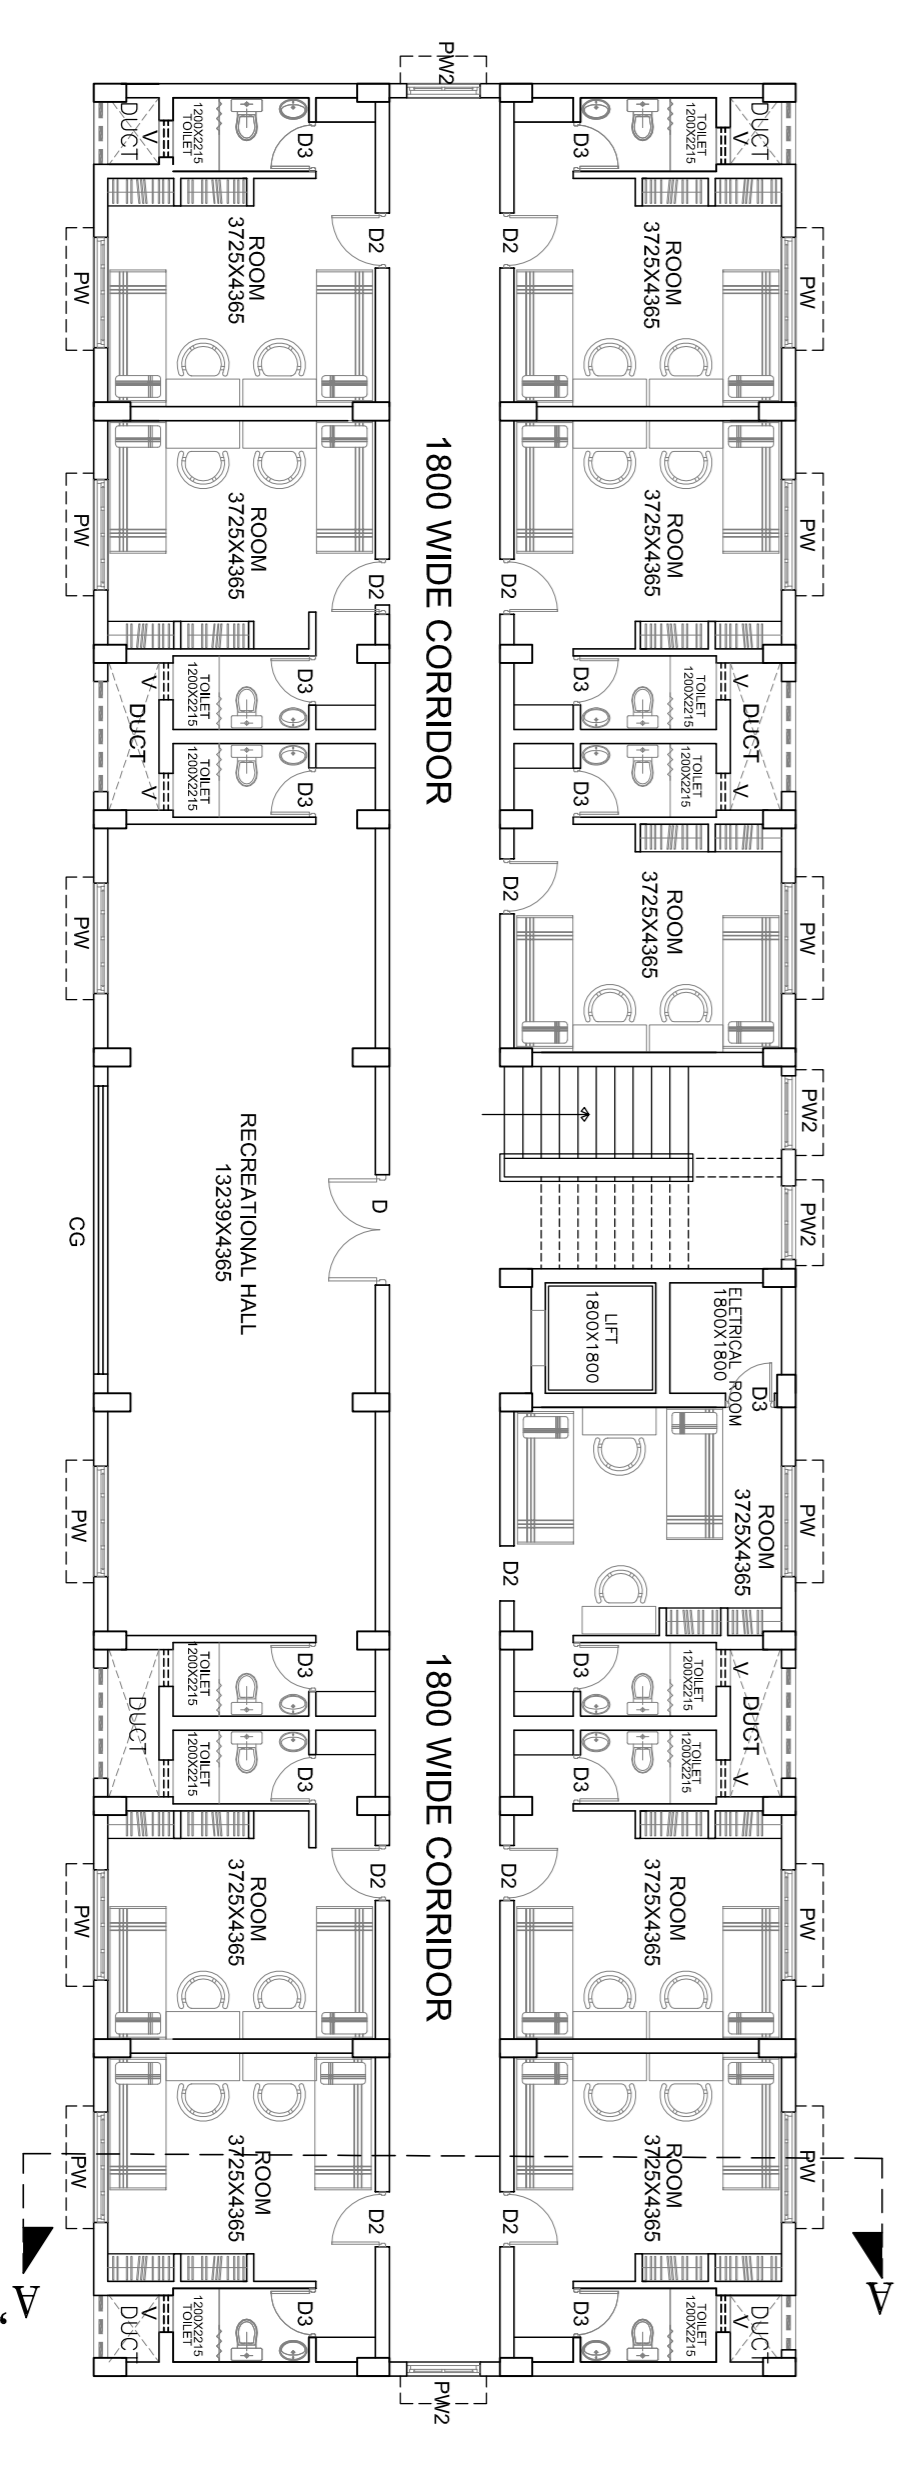 PW2
DUCT
V
1200X2215
TOILET
D3
D3
TOILET
1200X2215
V
DUCT
PW
ROOM
3725X4365
D2
D2
ROOM
3725X4365
PW
PW
ROOM
3725X4365
D2
1800 WIDE CORRIDOR
D2
ROOM
3725X4365
PW
V
DUCT
V
TOILET
1200X2215
D3
TOILET
1200X2215
D3
D3
TOILET
1200X2215
D3
TOILET
1200X2215
V
DUCT
V
PW
D2
ROOM
3725X4365
PW
PW2
PW2
CG
RECREATIONAL HALL
13239X4365
D
LIFT
1800X1800
ELETRICAL ROOM
1800X1800
D3
PW
D2
ROOM
3725X4365
PW
DUCT
TOILET
1200X2215
D3
TOILET
1200X2215
D3
1800 WIDE CORRIDOR
D3
TOILET
1200X2215
D3
TOILET
1200X2215
V
DUCT
V
PW
ROOM
3725X4365
D2
D2
ROOM
3725X4365
PW
PW
ROOM
3725X4365
D2
D2
ROOM
3725X4365
PW
A'
A
DUCT
V
1200X2215
TOILET
D3
D3
TOILET
1200X2215
V
DUCT
PW2